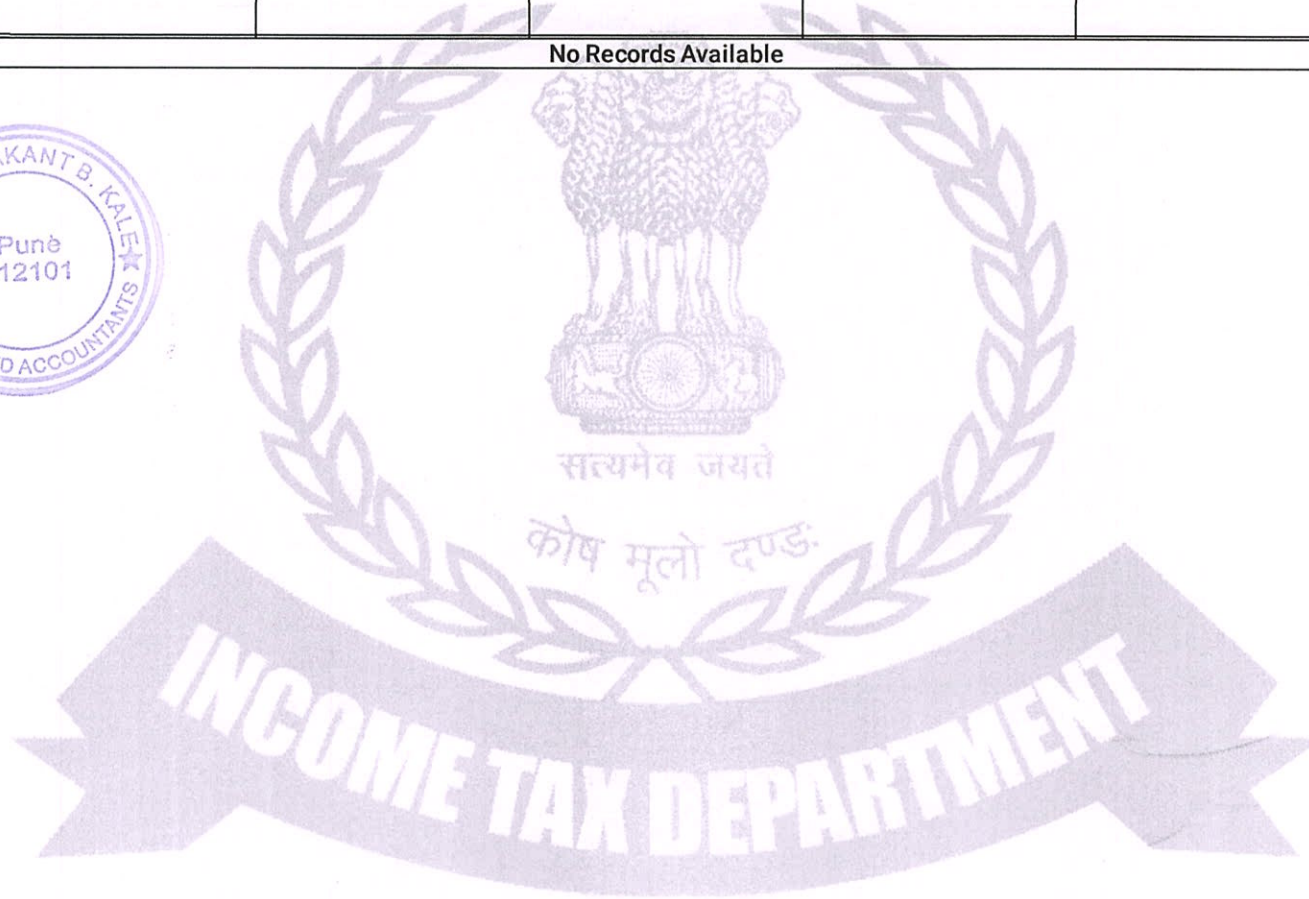 No Records Available
KANT B. KALE ★
Pune
12101
D ACCOUNTANTS
सत्यमेव जयते
कोष मूलो दण्डः
INCOME TAX DEPARTMENT